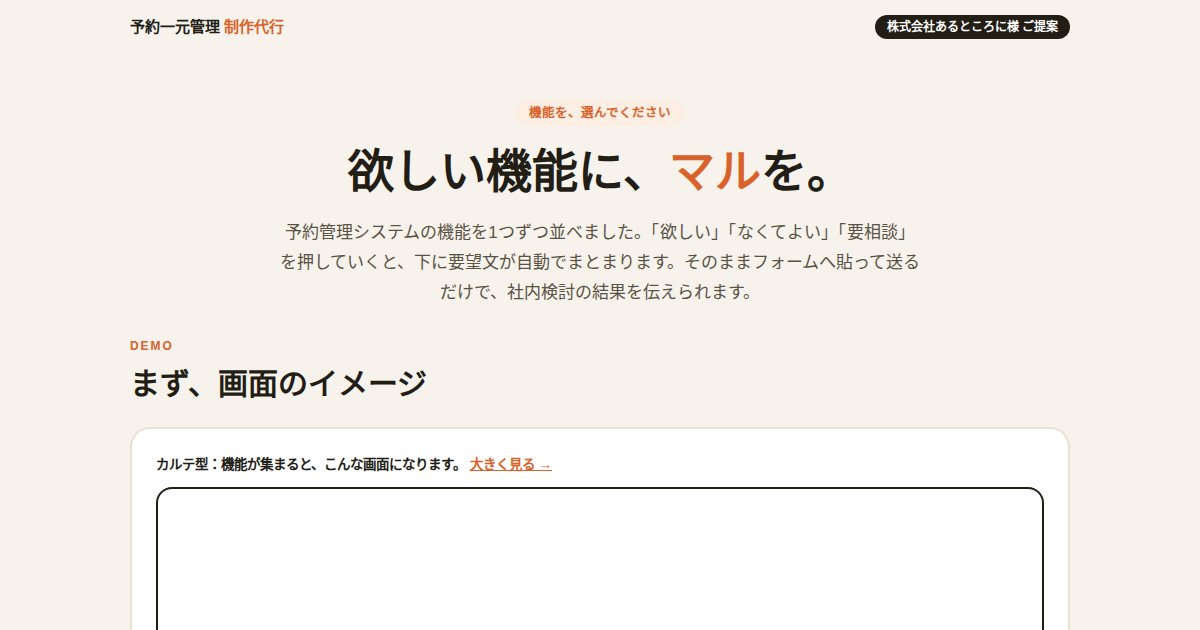 予約一元管理 制作代行
株式会社あるところに様 ご提案
機能を、選んでください
欲しい機能に、マルを。
予約管理システムの機能を1つずつ並べました。「欲しい」「なくてよい」「要相談」
を押していくと、下に要望文が自動でまとまります。そのままフォームへ貼って送る
だけで、社内検討の結果を伝えられます。
DEMO
まず、画面のイメージ
カルテ型：機能が集まると、こんな画面になります。 大きく見る →